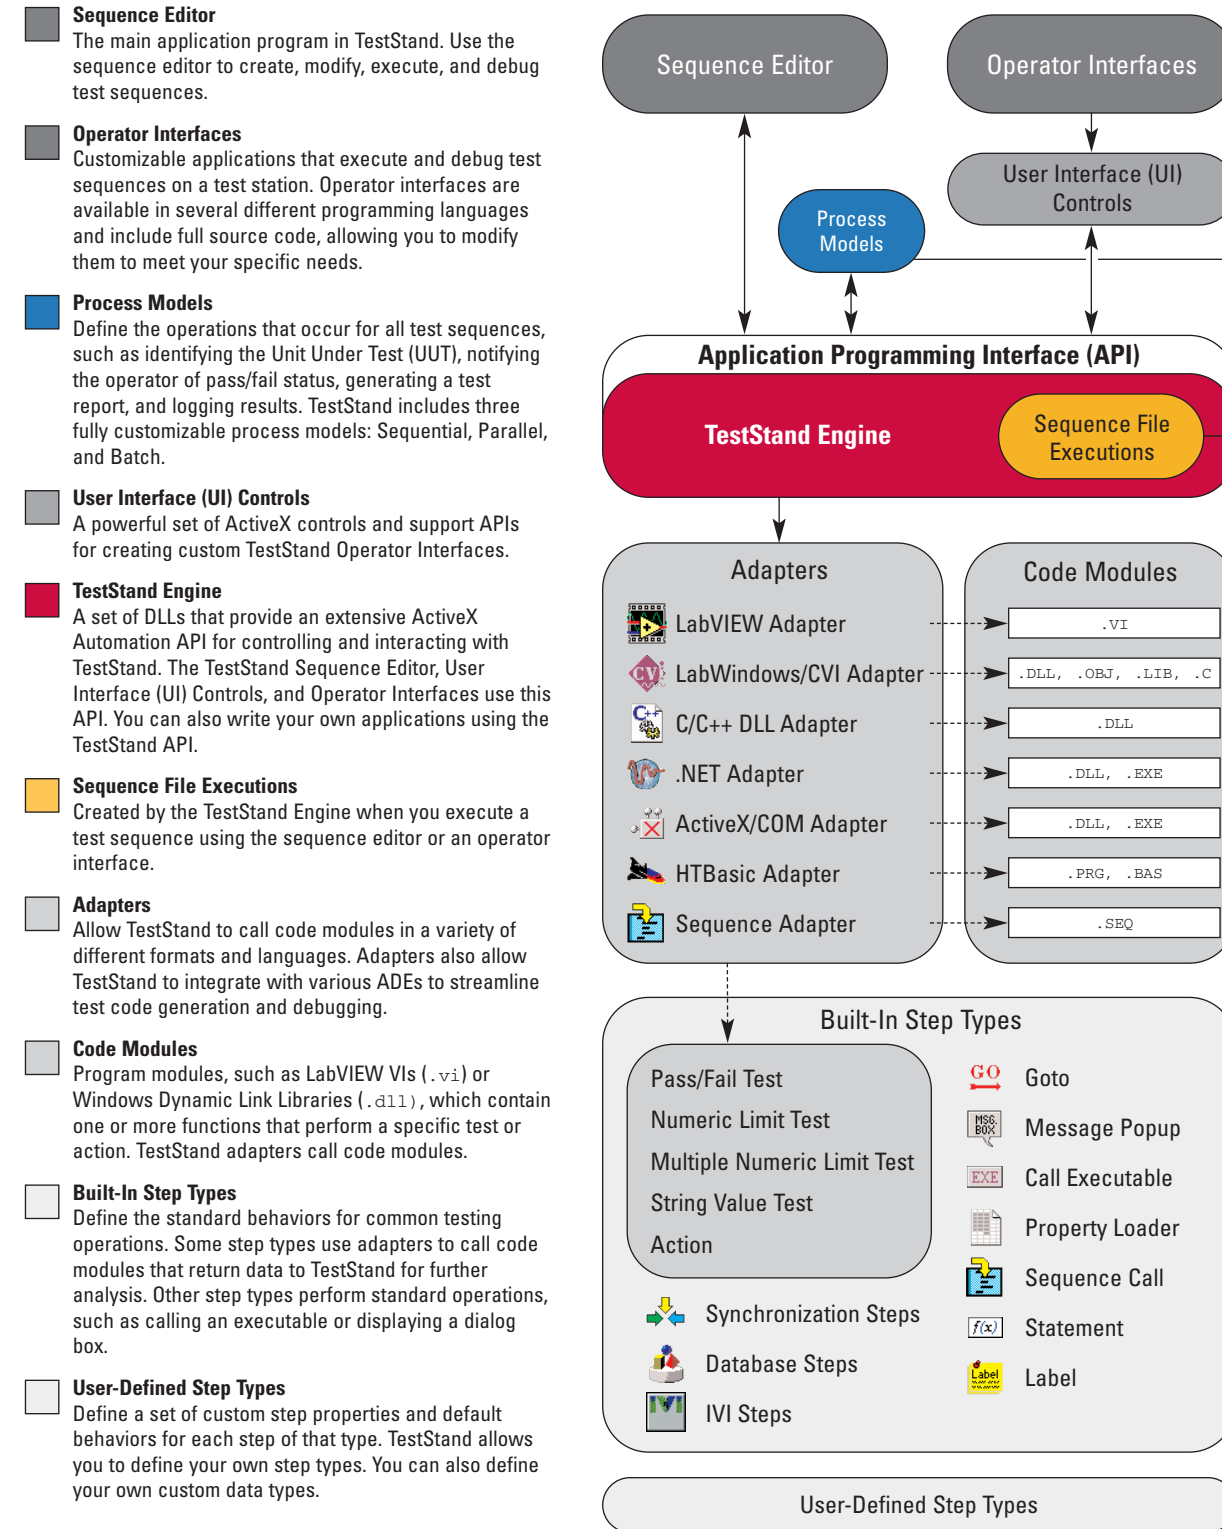 Sequence Editor
The main application program in TestStand. Use the
sequence editor to create, modify, execute, and debug
test sequences.
Operator Interfaces
Customizable applications that execute and debug test
sequences on a test station. Operator interfaces are
available in several different programming languages
and include full source code, allowing you to modify
them to meet your specific needs.
Process Models
Define the operations that occur for all test sequences,
such as identifying the Unit Under Test (UUT), notifying
the operator of pass/fail status, generating a test
report, and logging results. TestStand includes three
fully customizable process models: Sequential, Parallel,
and Batch.
User Interface (UI) Controls
A powerful set of ActiveX controls and support APIs
for creating custom TestStand Operator Interfaces.
TestStand Engine
A set of DLLs that provide an extensive ActiveX
Automation API for controlling and interacting with
TestStand. The TestStand Sequence Editor, User
Interface (UI) Controls, and Operator Interfaces use this
API. You can also write your own applications using the
TestStand API.
Sequence File Executions
Created by the TestStand Engine when you execute a
test sequence using the sequence editor or an operator
interface.
Adapters
Allow TestStand to call code modules in a variety of
different formats and languages. Adapters also allow
TestStand to integrate with various ADEs to streamline
test code generation and debugging.
Code Modules
Program modules, such as LabVIEW VIs (.vi) or
Windows Dynamic Link Libraries (.dll), which contain
one or more functions that perform a specific test or
action. TestStand adapters call code modules.
Built-In Step Types
Define the standard behaviors for common testing
operations. Some step types use adapters to call code
modules that return data to TestStand for further
analysis. Other step types perform standard operations,
such as calling an executable or displaying a dialog
box.
User-Defined Step Types
Define a set of custom step properties and default
behaviors for each step of that type. TestStand allows
you to define your own step types. You can also define
your own custom data types.
Sequence Editor
Operator Interfaces
User Interface (UI)
Controls
Process
Models
Application Programming Interface (API)
TestStand Engine
Sequence File
Executions
Adapters
LabVIEW Adapter
CVI
LabWindows/CVI Adapter
C++
C/C++ DLL Adapter
.NET Adapter
ActiveX/COM Adapter
HTBasic Adapter
Sequence Adapter
Code Modules
.VI
.DLL, .OBJ, .LIB, .C
.DLL
.DLL, .EXE
.DLL, .EXE
.PRG, .BAS
.SEQ
Built-In Step Types
Pass/Fail Test
Numeric Limit Test
Multiple Numeric Limit Test
String Value Test
Action
Synchronization Steps
Database Steps
IVI
IVI Steps
GO
Goto
MSG.
BOX
Message Popup
EXE
Call Executable
Property Loader
Sequence Call
f(x)
Statement
Label
Label
User-Defined Step Types